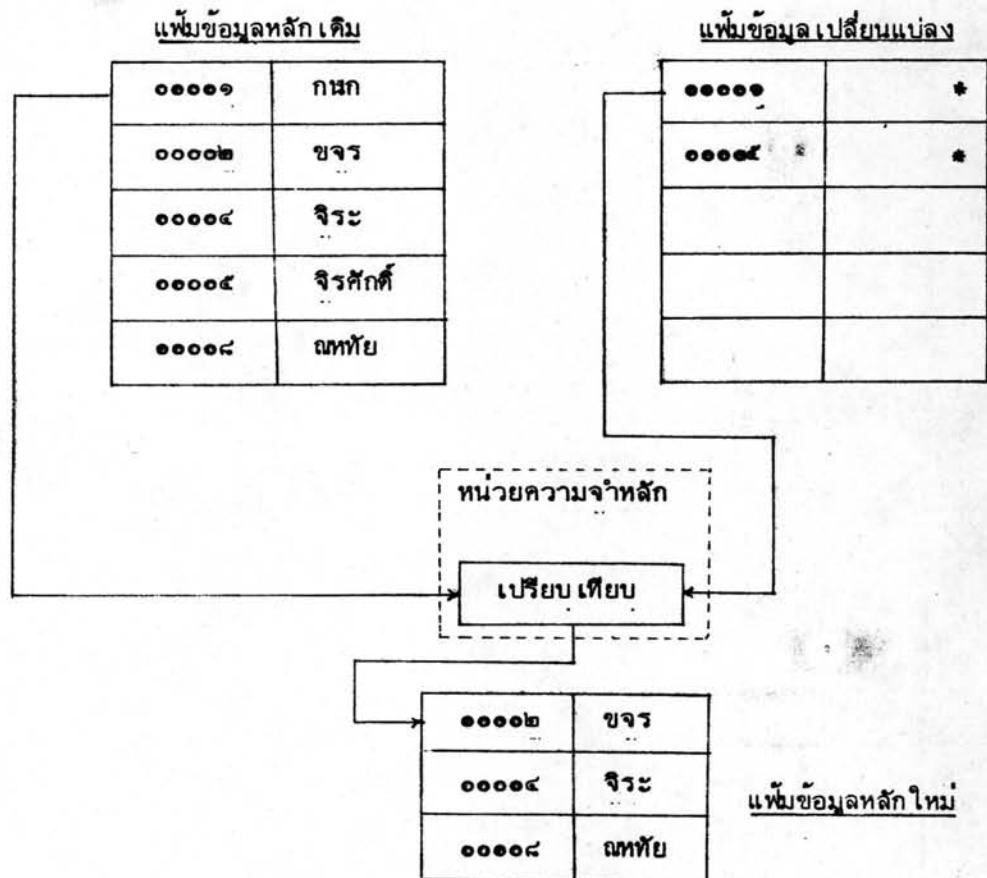 แฟ้มข้อมูลหลักเดิม
แฟ้มข้อมูลเปลี่ยนแปลง
๐๐๐๐๑ กนก
๐๐๐๐๒ ขจร
๐๐๐๐๔ จิระ
๐๐๐๐๕ จิรศักดิ์
๐๐๐๐๘ ณหทัย
๐๐๐๐๑ *
๐๐๐๐๕ *
หน่วยความจำหลัก
เปรียบเทียบ
๐๐๐๐๒ ขจร
๐๐๐๐๔ จิระ
๐๐๐๐๘ ณหทัย
แฟ้มข้อมูลหลักใหม่